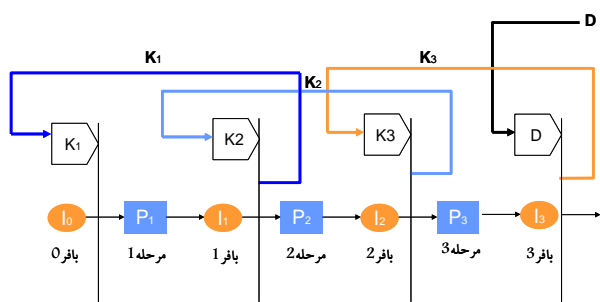 D
K1 K2 K3
K1 K2 K3 D
I0 P1 I1 P2 I2 P3 I3
بافر0 مرحله1 بافر1 مرحله2 بافر2 مرحله3 بافر3